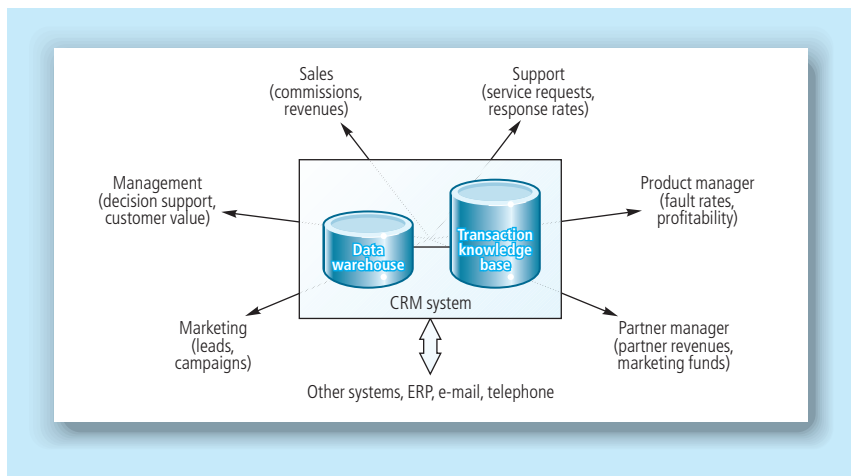 Sales
(commissions,
revenues)
Support
(service requests,
response rates)
Management
(decision support,
customer value)
Product manager
(fault rates,
profitability)
Data
warehouse
Transaction
knowledge
base
CRM system
Marketing
(leads,
campaigns)
Partner manager
(partner revenues,
marketing funds)
Other systems, ERP, e-mail, telephone